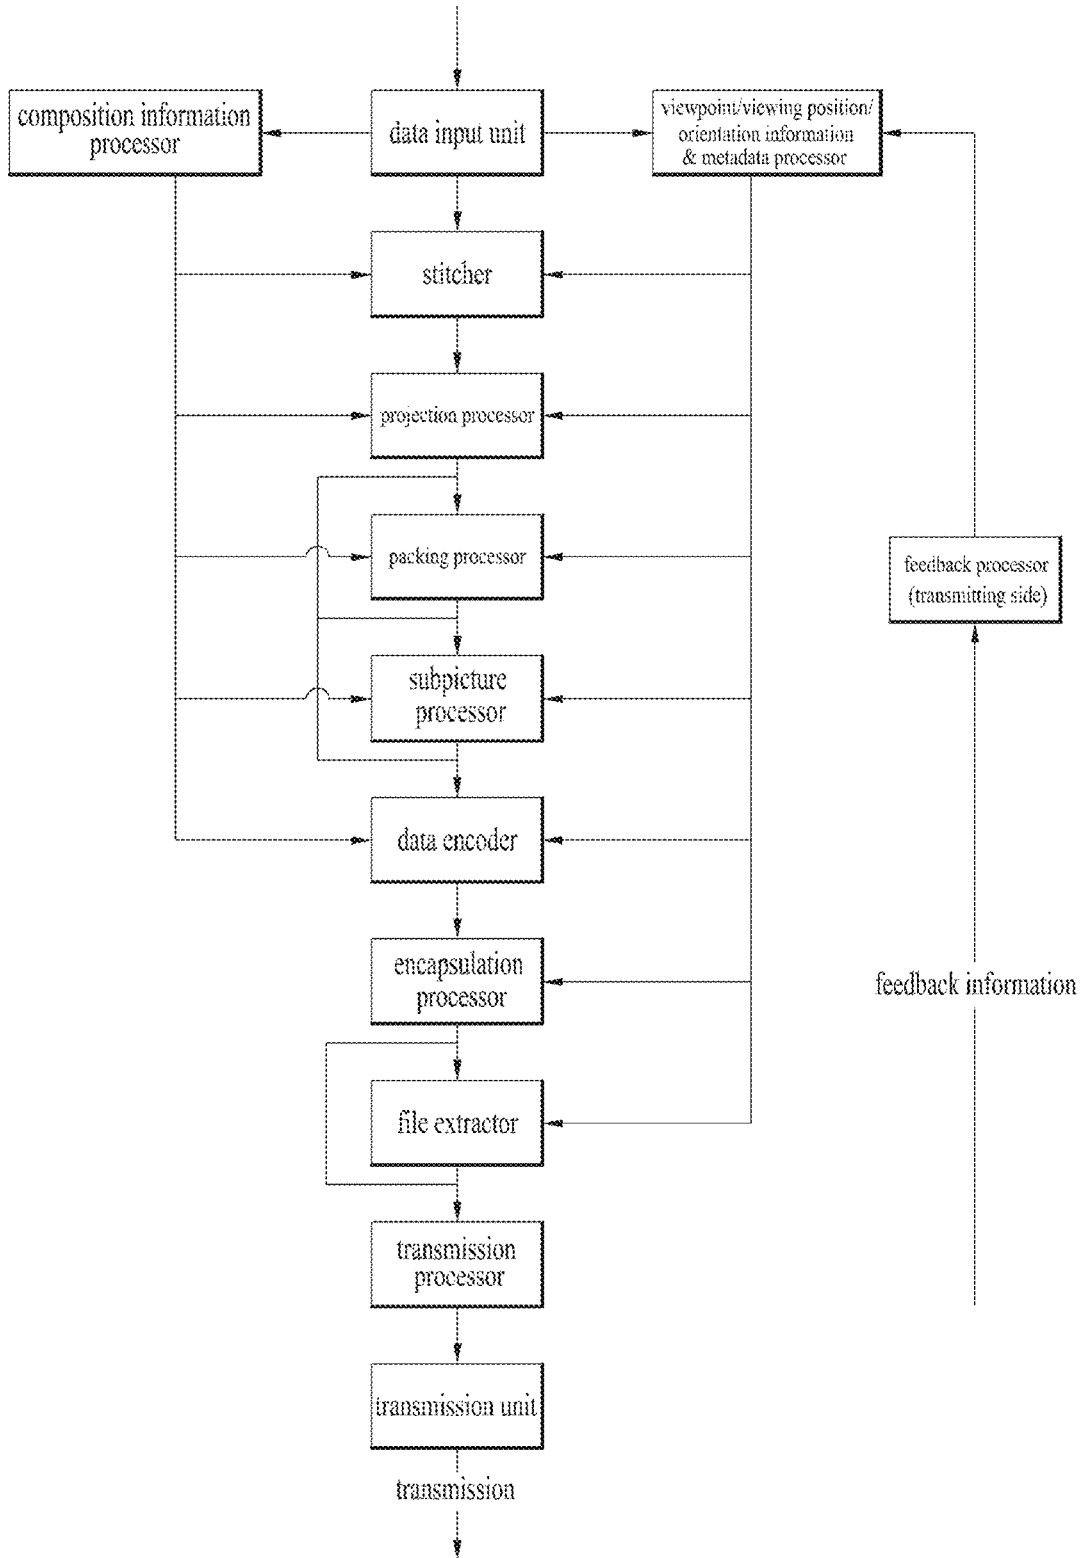 composition information
processor
data input unit
viewpoint/viewing position/
orientation information
& metadata processor
stitcher
projection processor
packing processor
feedback processor
(transmitting side)
subpicture
processor
data encoder
encapsulation
processor
feedback information
file extractor
transmission
processor
transmission unit
transmission